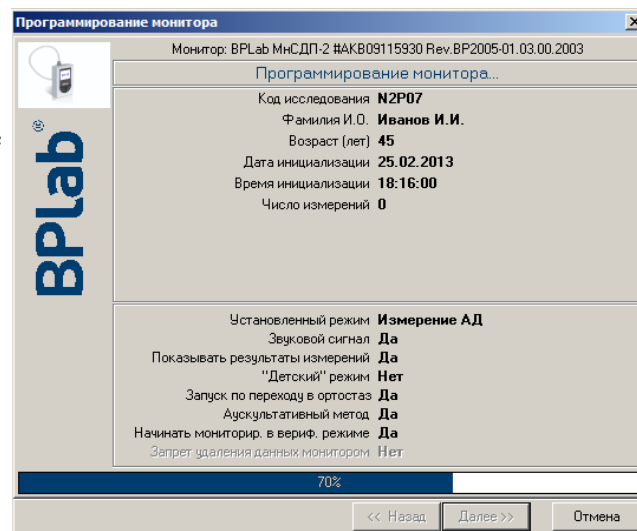 Программирование монитора
Монитор: BPLab МнСДП-2 #АКВ09115930 Rev.BP2005-01.03.00.2003
Программирование монитора...
Код исследования N2P07
Фамилия И.О. Иванов И.И.
Возраст (лет) 45
Дата инициализации 25.02.2013
Время инициализации 18:16:00
Число измерений 0
BPLab®
Установленный режим Измерение АД
Звуковой сигнал Да
Показывать результаты измерений Да
"Детский" режим Нет
Запуск по переходу в ортостаз Да
Аускультативный метод Да
Начинать мониторир. в вериф. режиме Да
Запрет удаления данных монитором Нет
70%
<< Назад
Далее >>
Отмена